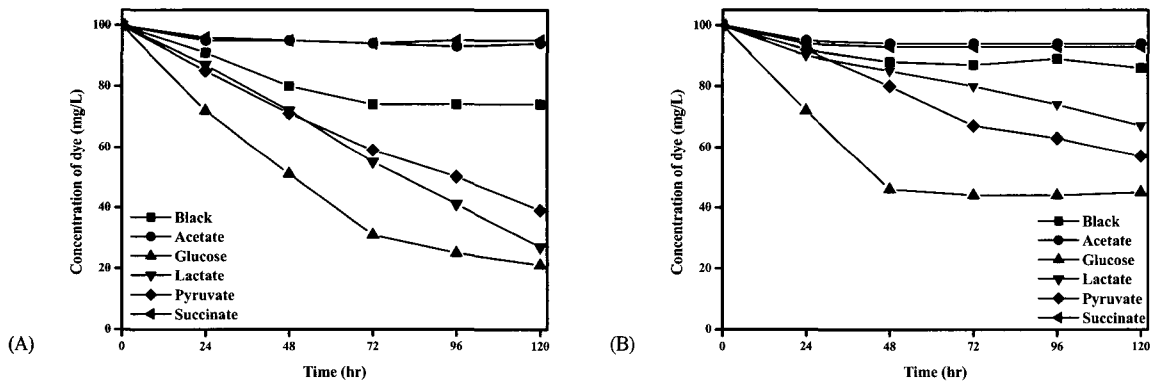 100
80
60
40
20
0
Concentration of dye (mg/L)
Black
Acetate
Glucose
Lactate
Pyruvate
Succinate
0 24 48 72 96 120
Time (hr)
(A)
100
80
60
40
20
0
Concentration of dye (mg/L)
Black
Acetate
Glucose
Lactate
Pyruvate
Succinate
0 24 48 72 96 120
Time (hr)
(B)